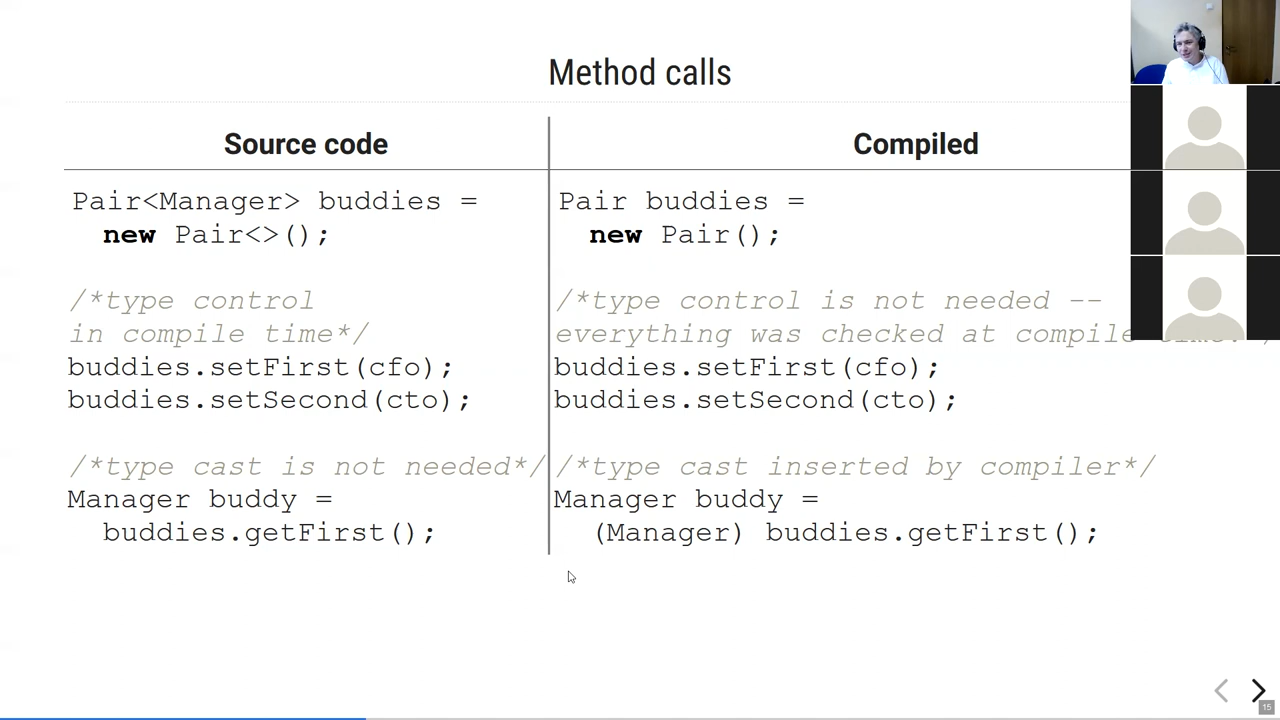 Method calls
Source code
Pair<Manager> buddies =
new Pair<>();
/*type control
in compile time*/
buddies.setFirst(cfo);
buddies.setSecond(cto);
/*type cast is not needed*/
Manager buddy =
buddies.getFirst();
Compiled
Pair buddies =
new Pair();
/*type control is not needed --
everything was checked at compile
buddies.setFirst(cfo);
buddies.setSecond(cto);
/*type cast inserted by compiler*/
Manager buddy =
(Manager) buddies.getFirst();
15